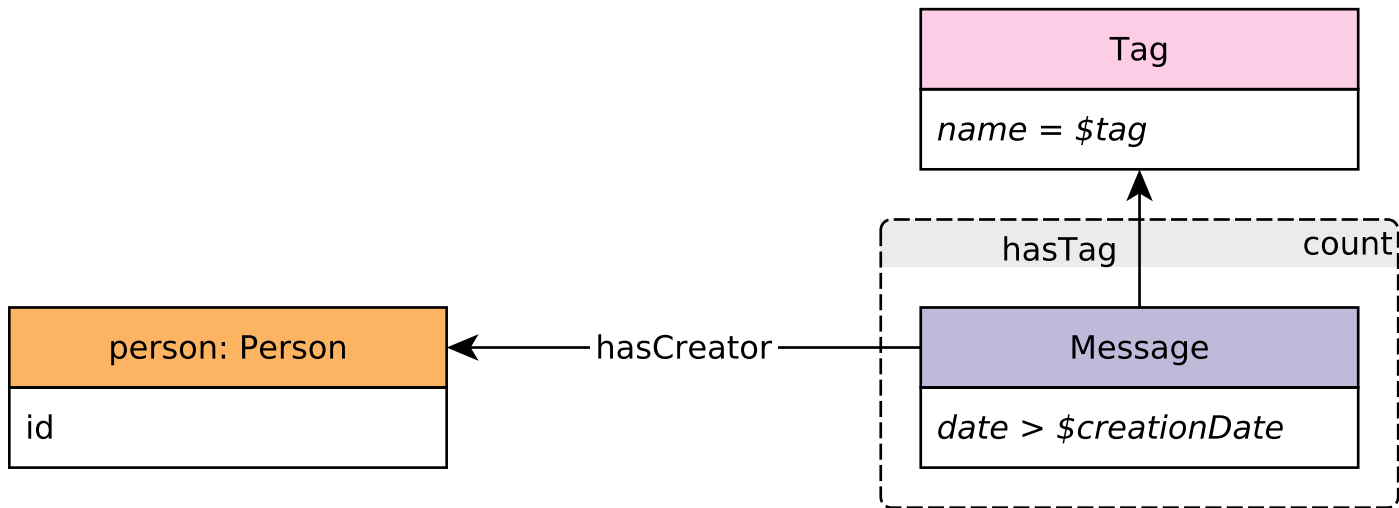 Tag
name = $tag
hasTag
count
person: Person
id
hasCreator
Message
date > $creationDate